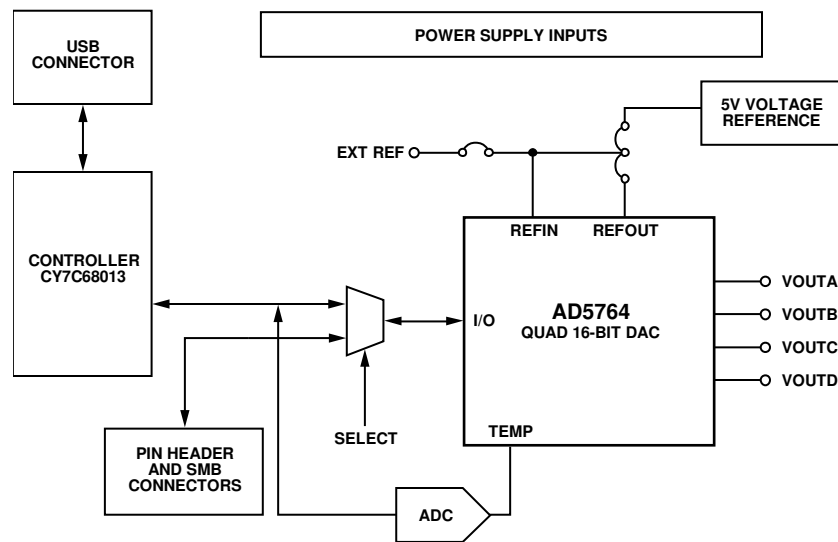 USB
CONNECTOR
POWER SUPPLY INPUTS
5V VOLTAGE
REFERENCE
EXT REF
CONTROLLER
CY7C68013
REFIN
REFOUT
I/O
AD5764
QUAD 16-BIT DAC
VOUTA
VOUTB
VOUTC
VOUTD
SELECT
TEMP
PIN HEADER
AND SMB
CONNECTORS
ADC